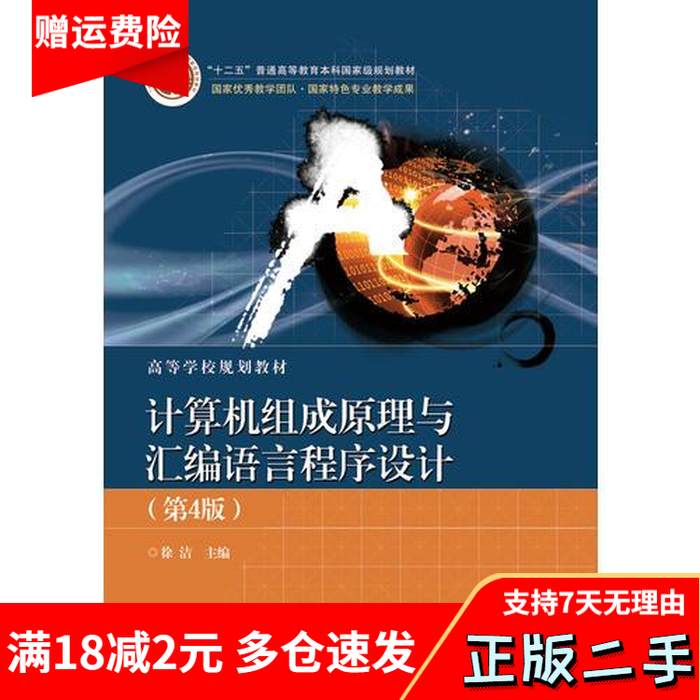 赠运费险
“十二五”普通高等教育本科国家级规划教材
国家优秀教学团队·国家特色专业教学成果
高等学校规划教材
计算机组成原理与
汇编语言程序设计
（第4版）
徐洁 主编
支持7天无理由
满18减2元 多仓速发
正版二手